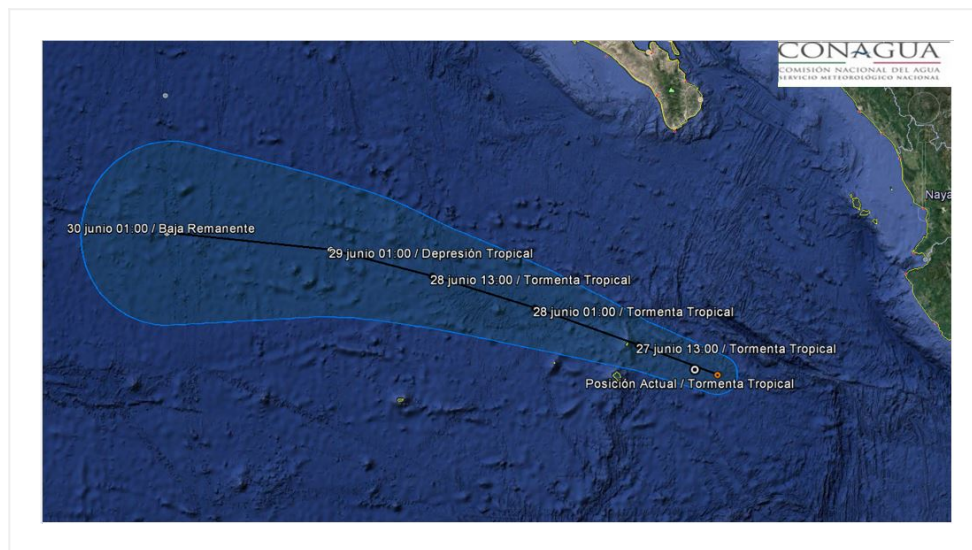 CONAGUA
COMISIÓN NACIONAL DEL AGUA
SERVICIO METEOROLÓGICO NACIONAL
Naya
30 junio 01:00 / Baja Remanente
29 junio 01:00 / Depresión Tropical
28 junio 13:00 / Tormenta Tropical
28 junio 01:00 / Tormenta Tropical
27 junio 13:00 / Tormenta Tropical
Posición Actual / Tormenta Tropical